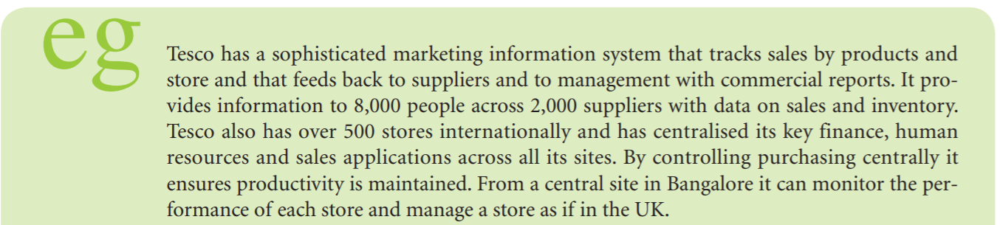 eg
Tesco has a sophisticated marketing information system that tracks sales by products and
store and that feeds back to suppliers and to management with commercial reports. It pro-
vides information to 8,000 people across 2,000 suppliers with data on sales and inventory.
Tesco also has over 500 stores internationally and has centralised its key finance, human
resources and sales applications across all its sites. By controlling purchasing centrally it
ensures productivity is maintained. From a central site in Bangalore it can monitor the per-
formance of each store and manage a store as if in the UK.